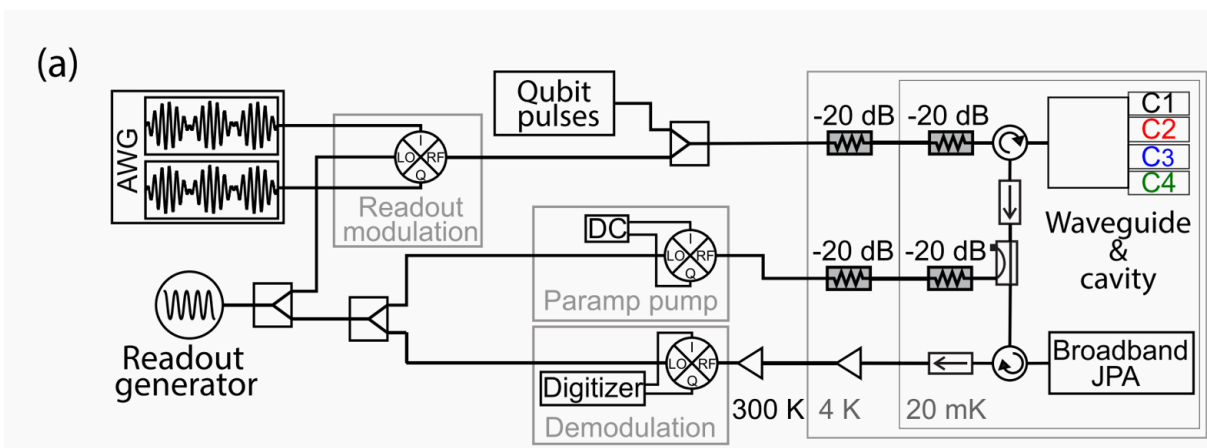 (a)
AWG
I
LO
RF
Q
Readout
modulation
Qubit
pulses
-20 dB
-20 dB
C1
C2
C3
C4
Waveguide
&
cavity
DC
I
LO
RF
Q
Paramp pump
-20 dB
-20 dB
Readout
generator
I
LO
RF
Q
Digitizer
Demodulation
300 K
4 K
20 mK
Broadband
JPA